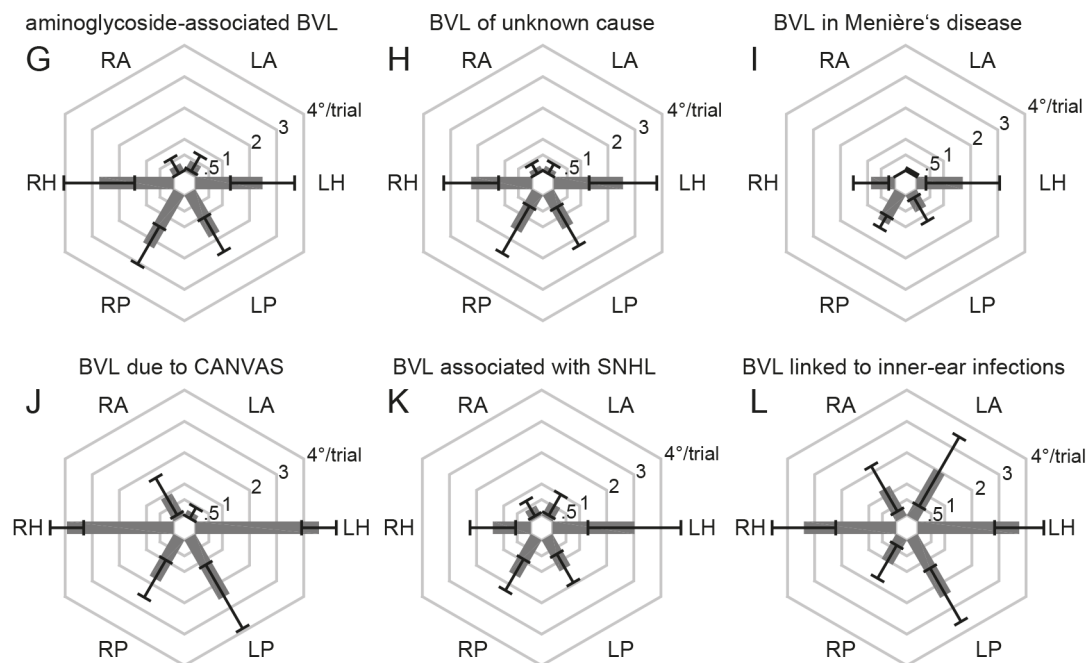 aminoglycoside-associated BVL
G
RA
LA
4°/trial
3
2
1
.5
RH
LH
RP
LP
BVL of unknown cause
H
RA
LA
4°/trial
3
2
1
.5
RH
LH
RP
LP
BVL in Menière‘s disease
I
RA
LA
4°/trial
3
2
1
.5
RH
LH
RP
LP
BVL due to CANVAS
J
RA
LA
4°/trial
3
2
1
.5
RH
LH
RP
LP
BVL associated with SNHL
K
RA
LA
4°/trial
3
2
1
.5
RH
LH
RP
LP
BVL linked to inner-ear infections
L
RA
LA
4°/trial
3
2
1
.5
RH
LH
RP
LP